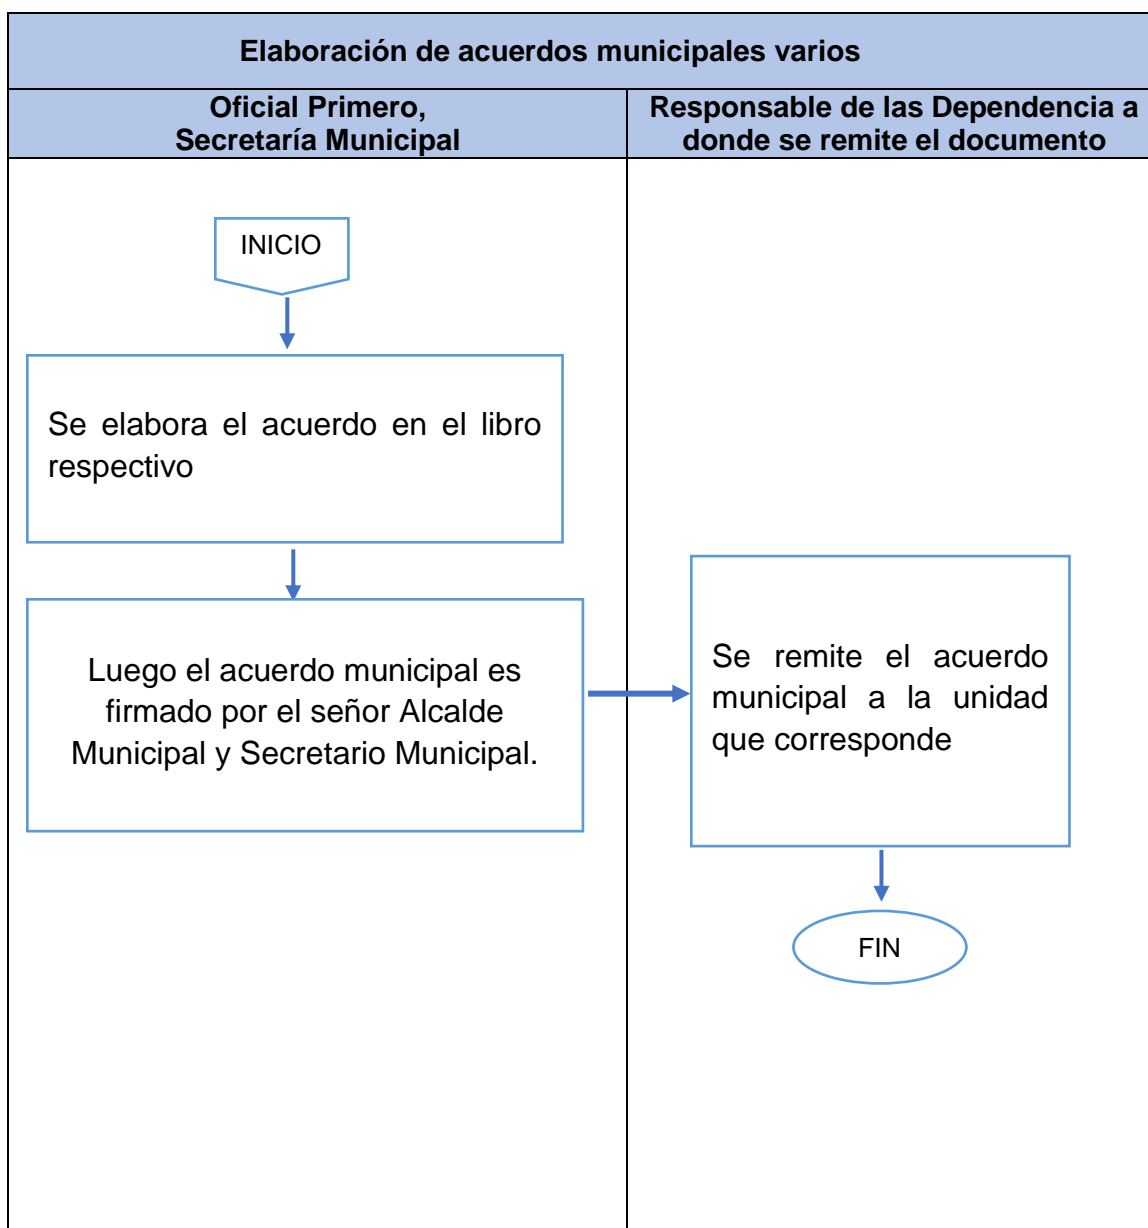 Elaboración de acuerdos municipales varios
Oficial Primero,
Secretaría Municipal
Responsable de las Dependencia a
donde se remite el documento
INICIO
Se elabora el acuerdo en el libro
respectivo
Luego el acuerdo municipal es
firmado por el señor Alcalde
Municipal y Secretario Municipal.
Se remite el acuerdo
municipal a la unidad
que corresponde
FIN